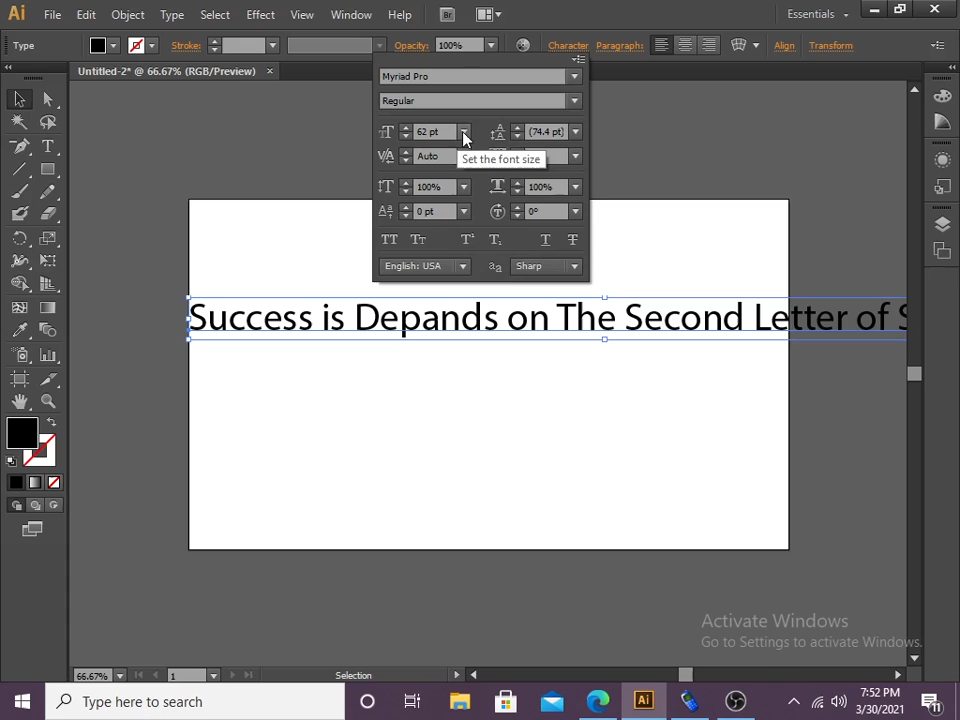 Ai File Edit Object Type Select Effect View Window Help Br Essentials
Type Stroke: Opacity: 100% Character Paragraph: Align Transform
Untitled-2* @ 66.67% (RGB/Preview) ×
Myriad Pro
Regular
62 pt (74.4 pt)
Auto
Set the font size
100% 100%
0 pt 0°
English: USA Sharp
Success is Depands on The Second Letter of S
Activate Windows
Go to Settings to activate Windows.
66.67% 1 Selection
Type here to search
Ai
7:52 PM
3/30/2021
11